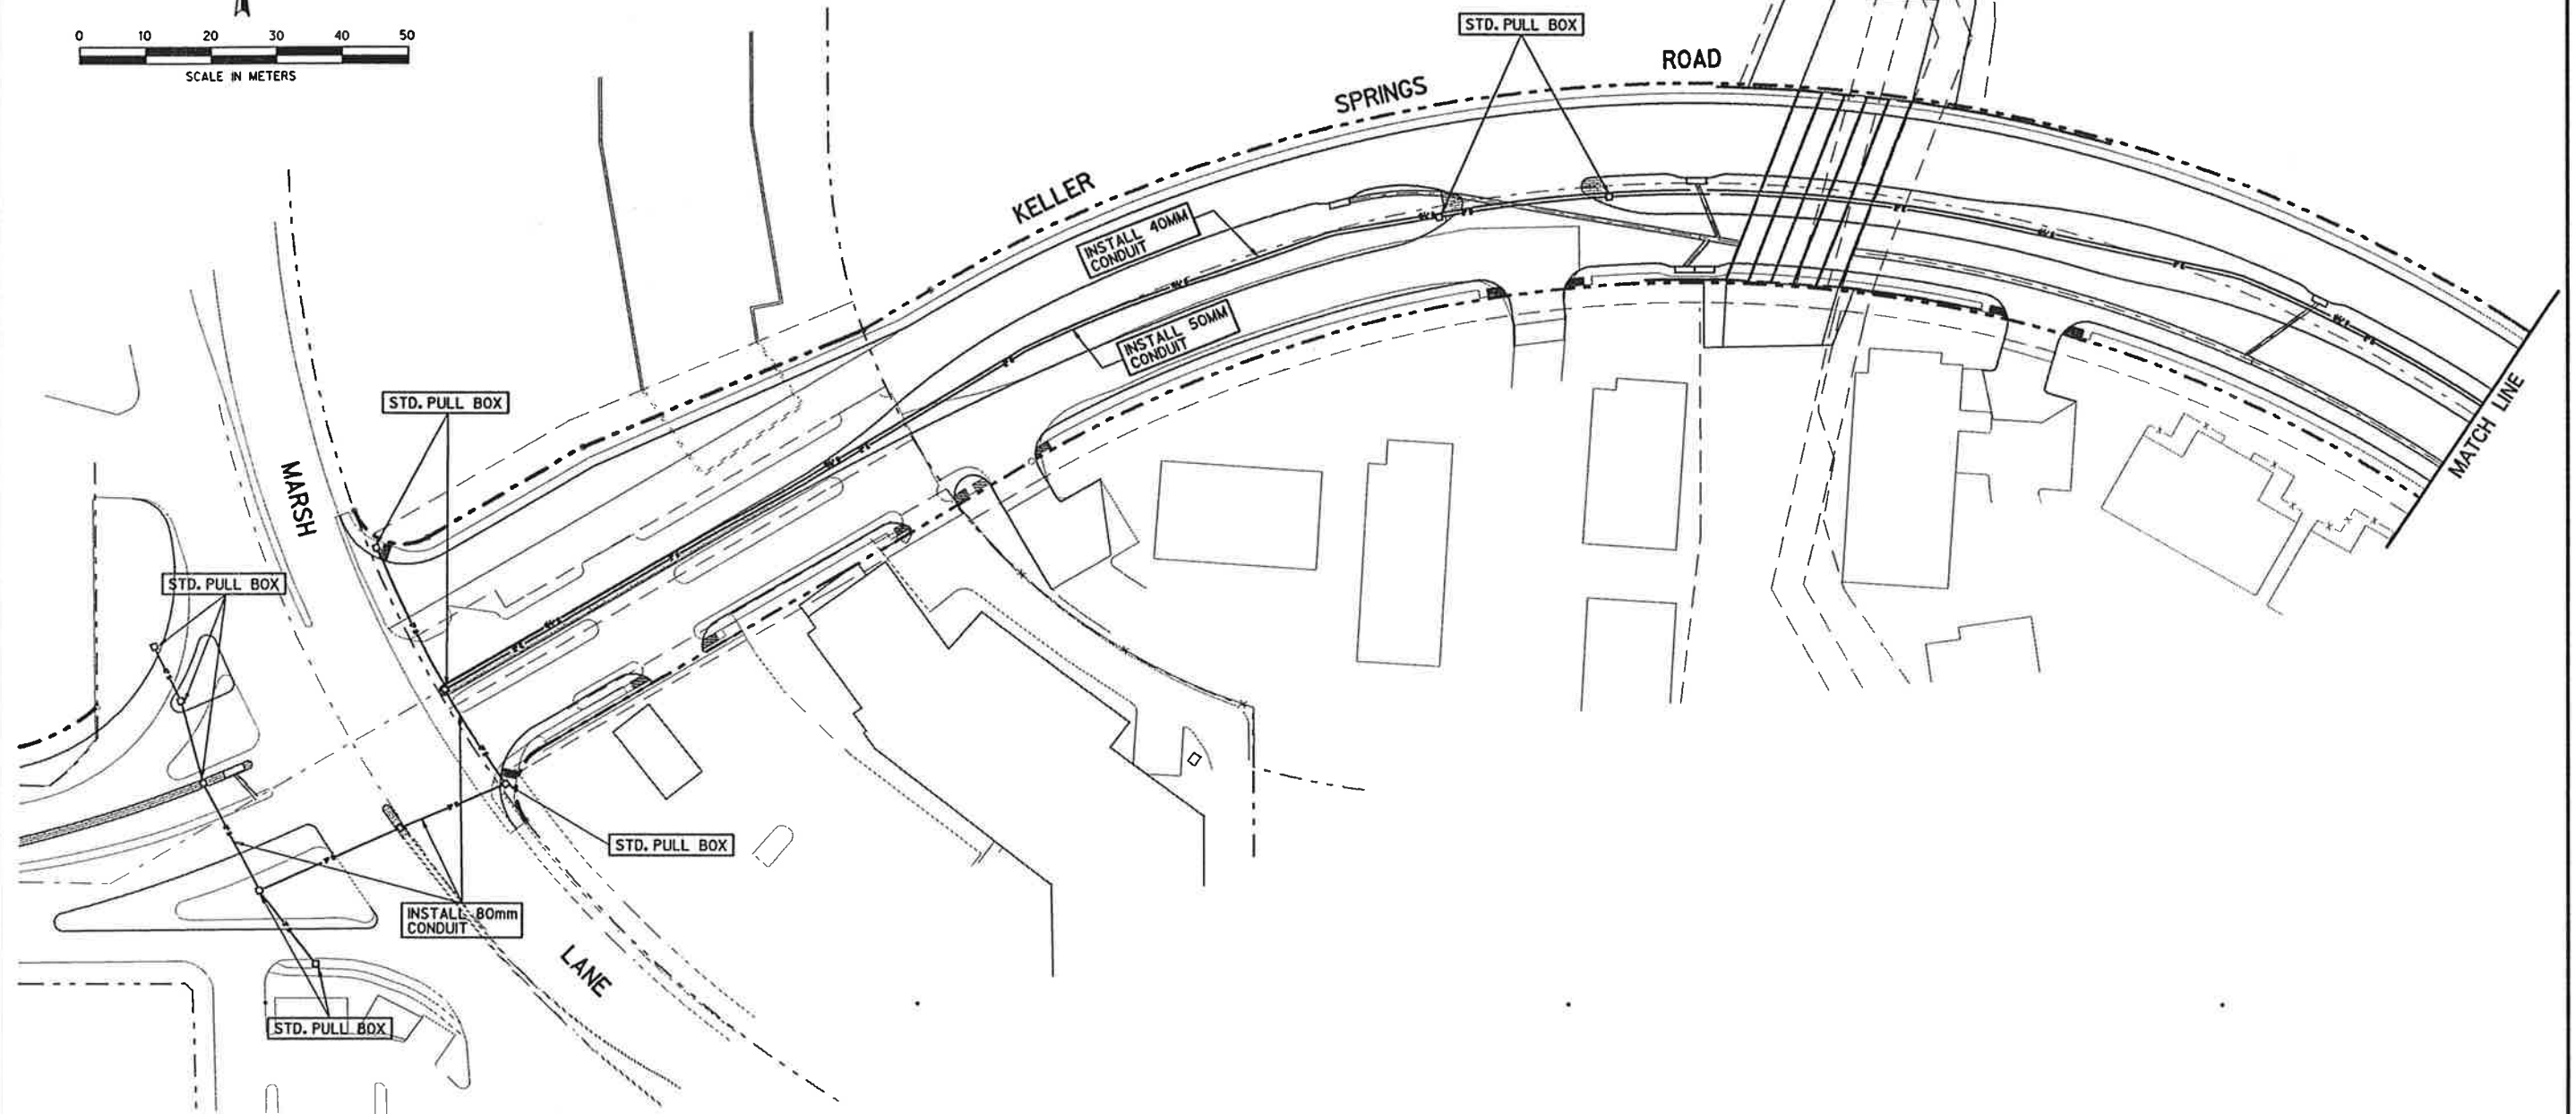 0 10 20 30 40 50
SCALE IN METERS
STD. PULL BOX
ROAD
SPRINGS
KELLER
INSTALL 40MM
CONDUIT
INSTALL 50MM
CONDUIT
STD. PULL BOX
MATCH LINE
MARSH
STD. PULL BOX
STD. PULL BOX
INSTALL 80mm
CONDUIT
LANE
STD. PULL BOX